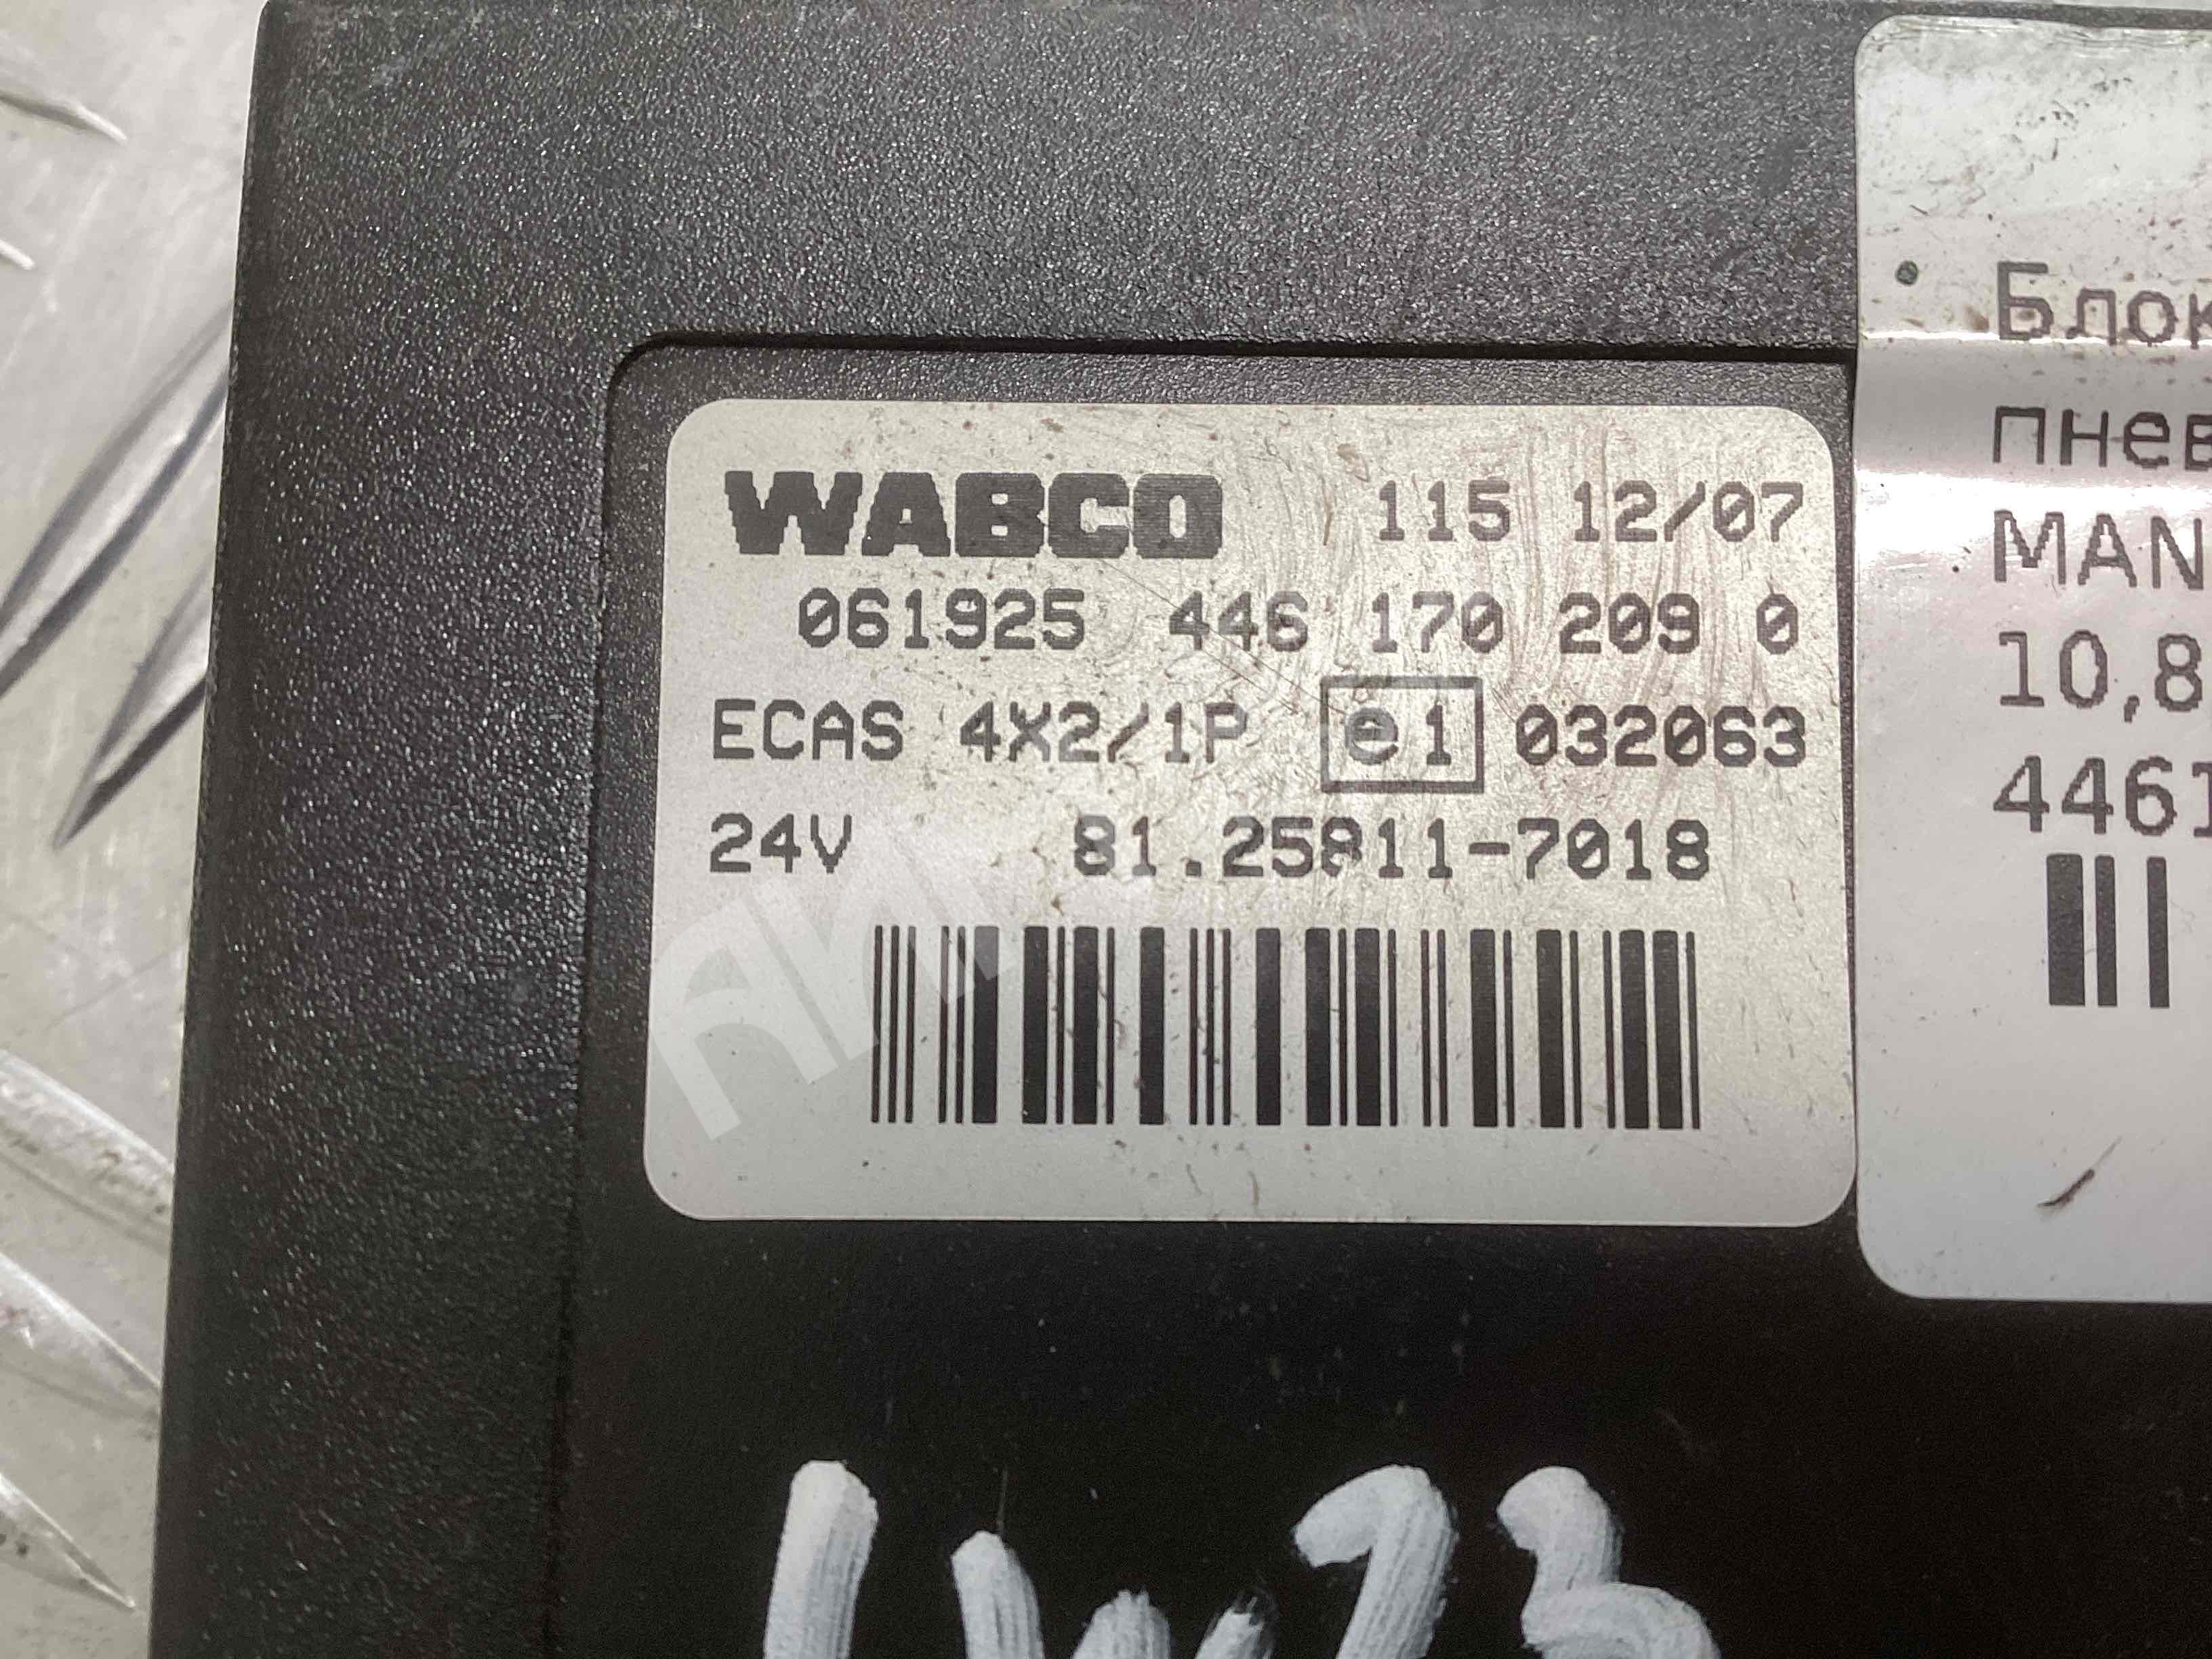 WABCO 115 12/07
061925 446 170 209 0
ECAS 4X2/1P e1 032063
24V 81.25811-7018
Блок
пнев
MAN
10,8
4461